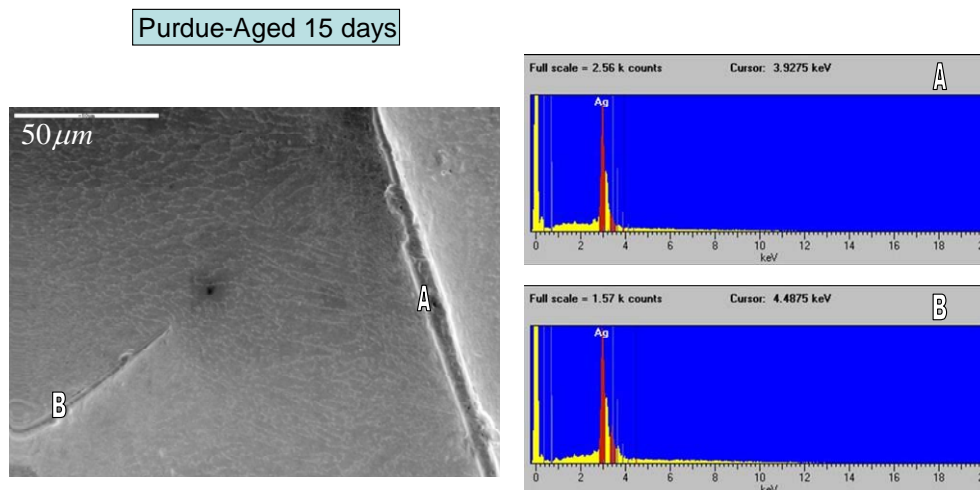 Purdue-Aged 15 days
50 μm
A
B
Full scale = 2.56 k counts Cursor: 3.9275 keV
A
Ag
0 2 4 6 8 10 12 14 16 18
keV
Full scale = 1.57 k counts Cursor: 4.4875 keV
B
Ag
0 2 4 6 8 10 12 14 16 18
keV